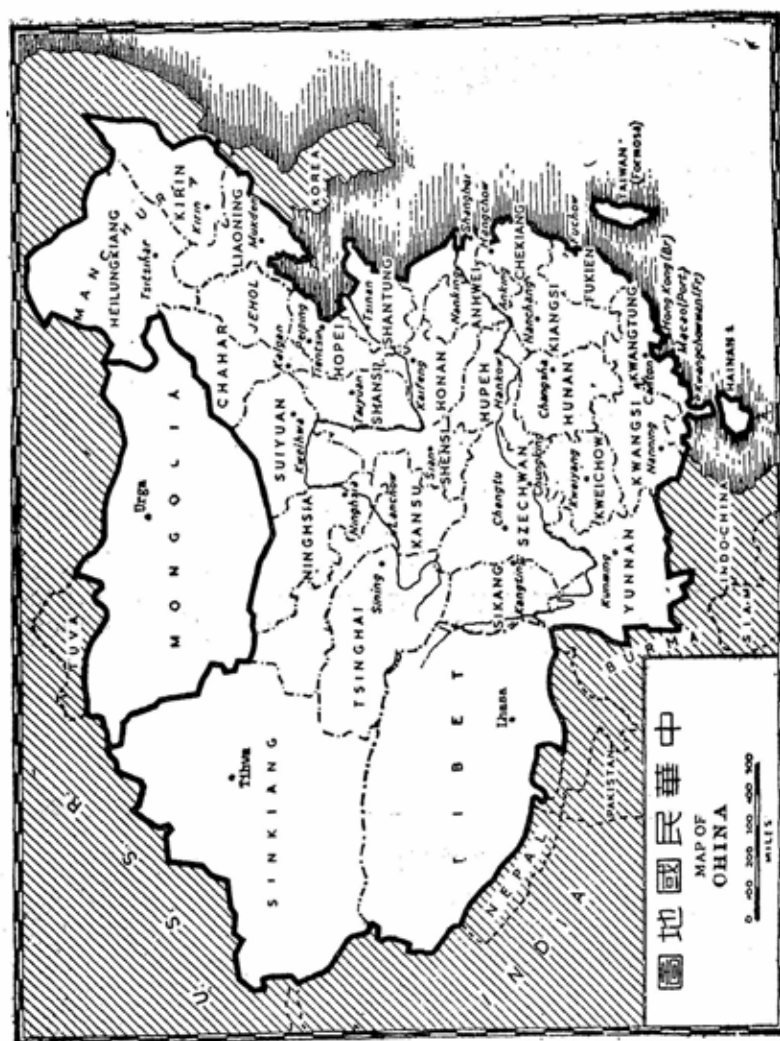 U. S. S. R.
TUVA
MONGOLIA
Urga
MANCHURIA
HEILUNGKIANG
Tsitsihar
KIRIN
Kirin
LIAONING
Mukden
JEHOL
CHAHAR
Kalgan
Peiping
Tientsin
HOPEI
KOREA
SUIYUAN
Kweihwa
SHANSI
Taiyuan
SHANTUNG
Tsinan
NINGHSIA
Ninghsia
SINKIANG
Tihwa
TSINGHAI
Sining
KANSU
Lanchow
SHENSI
Sian
HONAN
Kaifeng
Nanking
Shanghai
ANHWEI
Anking
Hangchow
CHEKIANG
HUPEH
Hankow
TIBET
Lhasa
SIKANG
Kangting
SZECHWAN
Chengtu
Chungking
HUNAN
Changsha
KIANGSI
Nanchang
FUKIEN
Fuchow
TAIWAN
(Formosa)
KWEICHOW
Kweiyang
YUNNAN
Kunming
KWANGSI
Nanning
KWANGTUNG
Canton
Hong Kong (Br)
Macao (Port)
Kwangchowwan (Fr)
HAINAN I.
NEPAL
INDIA
PAKISTAN
BURMA
SIAM
INDO-CHINA
中華民國地圖
MAP OF
CHINA
0 100 200 300 400 500
MILES